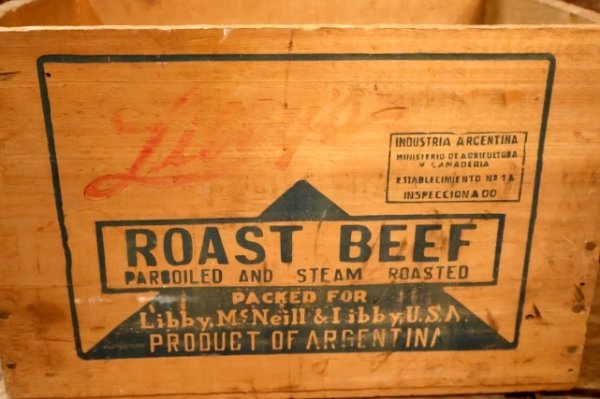 Libby's
INDUSTRIA ARGENTINA
MINISTERIO DE AGRICULTURA
Y GANADERIA
ESTABLECIMIENTO Nº 1A
INSPECCIONADO
ROAST BEEF
PARBOILED AND STEAM ROASTED
PACKED FOR
Libby, McNeill & Libby, U.S.A.
PRODUCT OF ARGENTINA